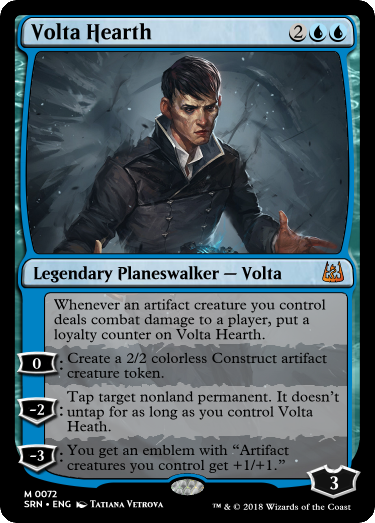 Volta Hearth 2
Legendary Planeswalker — Volta
Whenever an artifact creature you control
deals combat damage to a player, put a
loyalty counter on Volta Hearth.
0 : Create a 2/2 colorless Construct artifact
creature token.
-2 : Tap target nonland permanent. It doesn't
untap for as long as you control Volta
Heath.
-3 : You get an emblem with “Artifact
creatures you control get +1/+1.”
3
M 0072
SRN • ENG Tatiana Vetrova
™ & © 2018 Wizards of the Coast